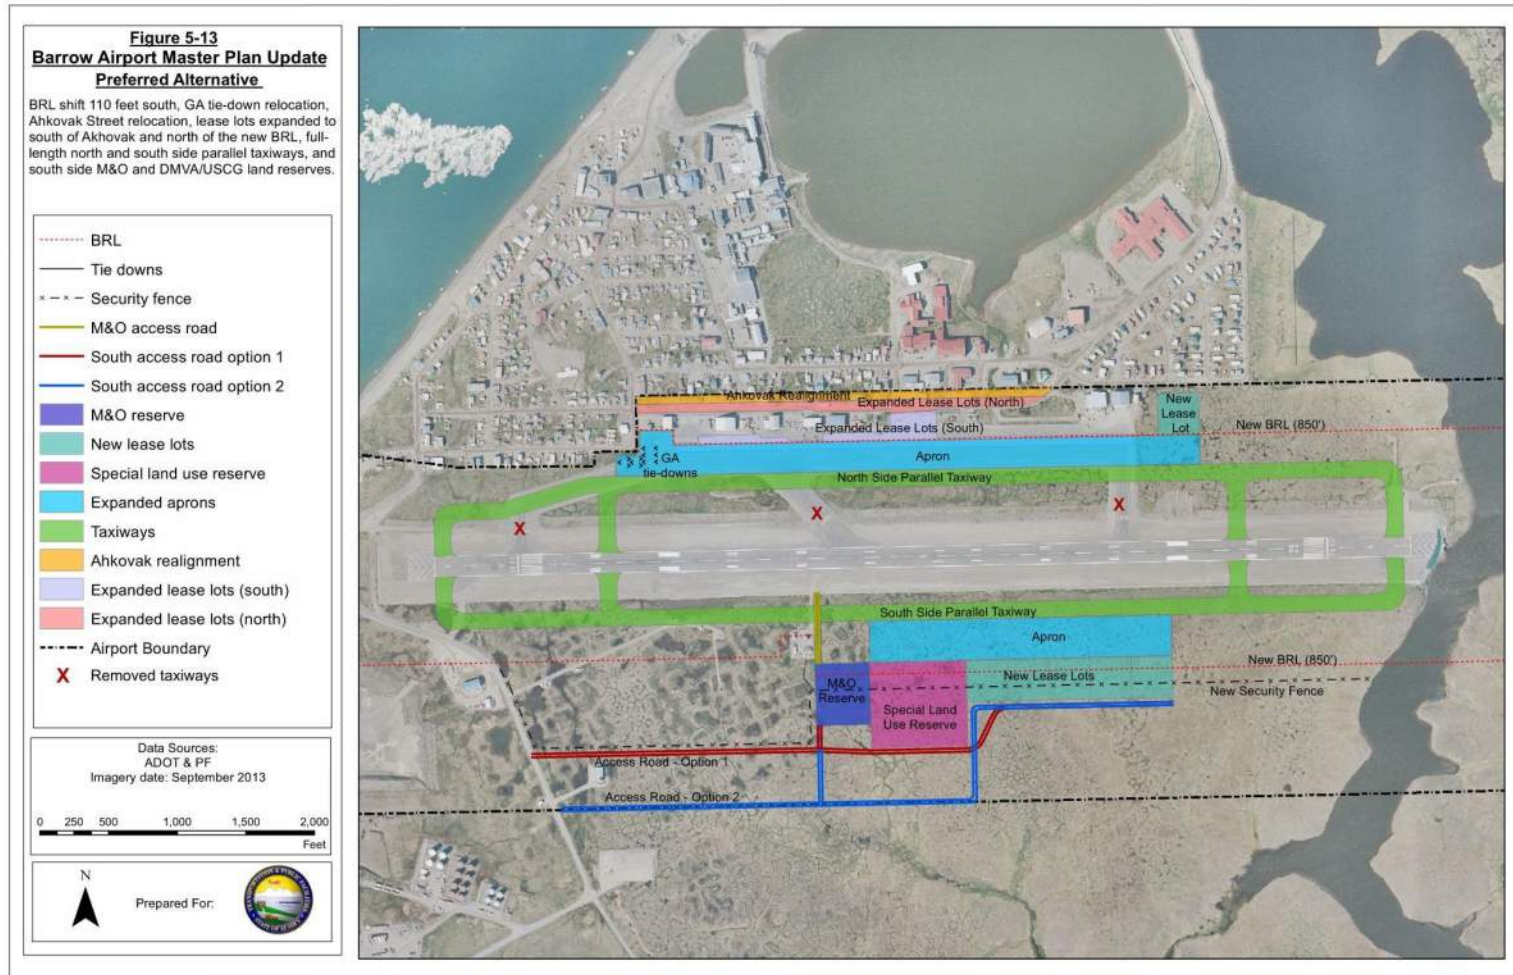 Figure 5-13
Barrow Airport Master Plan Update
Preferred Alternative
BRL shift 110 feet south, GA tie-down relocation,
Ahkovak Street relocation, lease lots expanded to
south of Akhovak and north of the new BRL, full-
length north and south side parallel taxiways, and
south side M&O and DMVA/USCG land reserves.
BRL
Tie downs
Security fence
M&O access road
South access road option 1
South access road option 2
M&O reserve
New lease lots
Special land use reserve
Expanded aprons
Taxiways
Ahkovak realignment
Expanded lease lots (south)
Expanded lease lots (north)
Airport Boundary
X Removed taxiways
Data Sources:
ADOT & PF
Imagery date: September 2013
0 250 500 1,000 1,500 2,000
Feet
N
Prepared For:
Ahkovak Realignment
Expanded Lease Lots (North)
New
Lease
Lot
Expanded Lease Lots (South)
New BRL (850')
GA
tie-downs
Apron
North Side Parallel Taxiway
X
X
X
South Side Parallel Taxiway
Apron
New BRL (850')
M&O
Reserve
New Lease Lots
New Security Fence
Special Land
Use Reserve
Access Road - Option 1
Access Road - Option 2